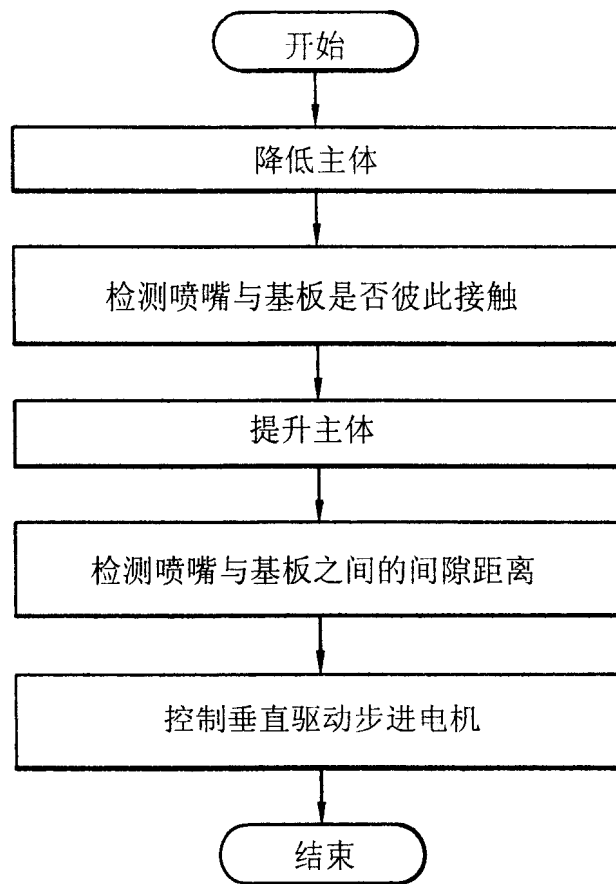 开始
降低主体
检测喷嘴与基板是否彼此接触
提升主体
检测喷嘴与基板之间的间隙距离
控制垂直驱动步进电机
结束